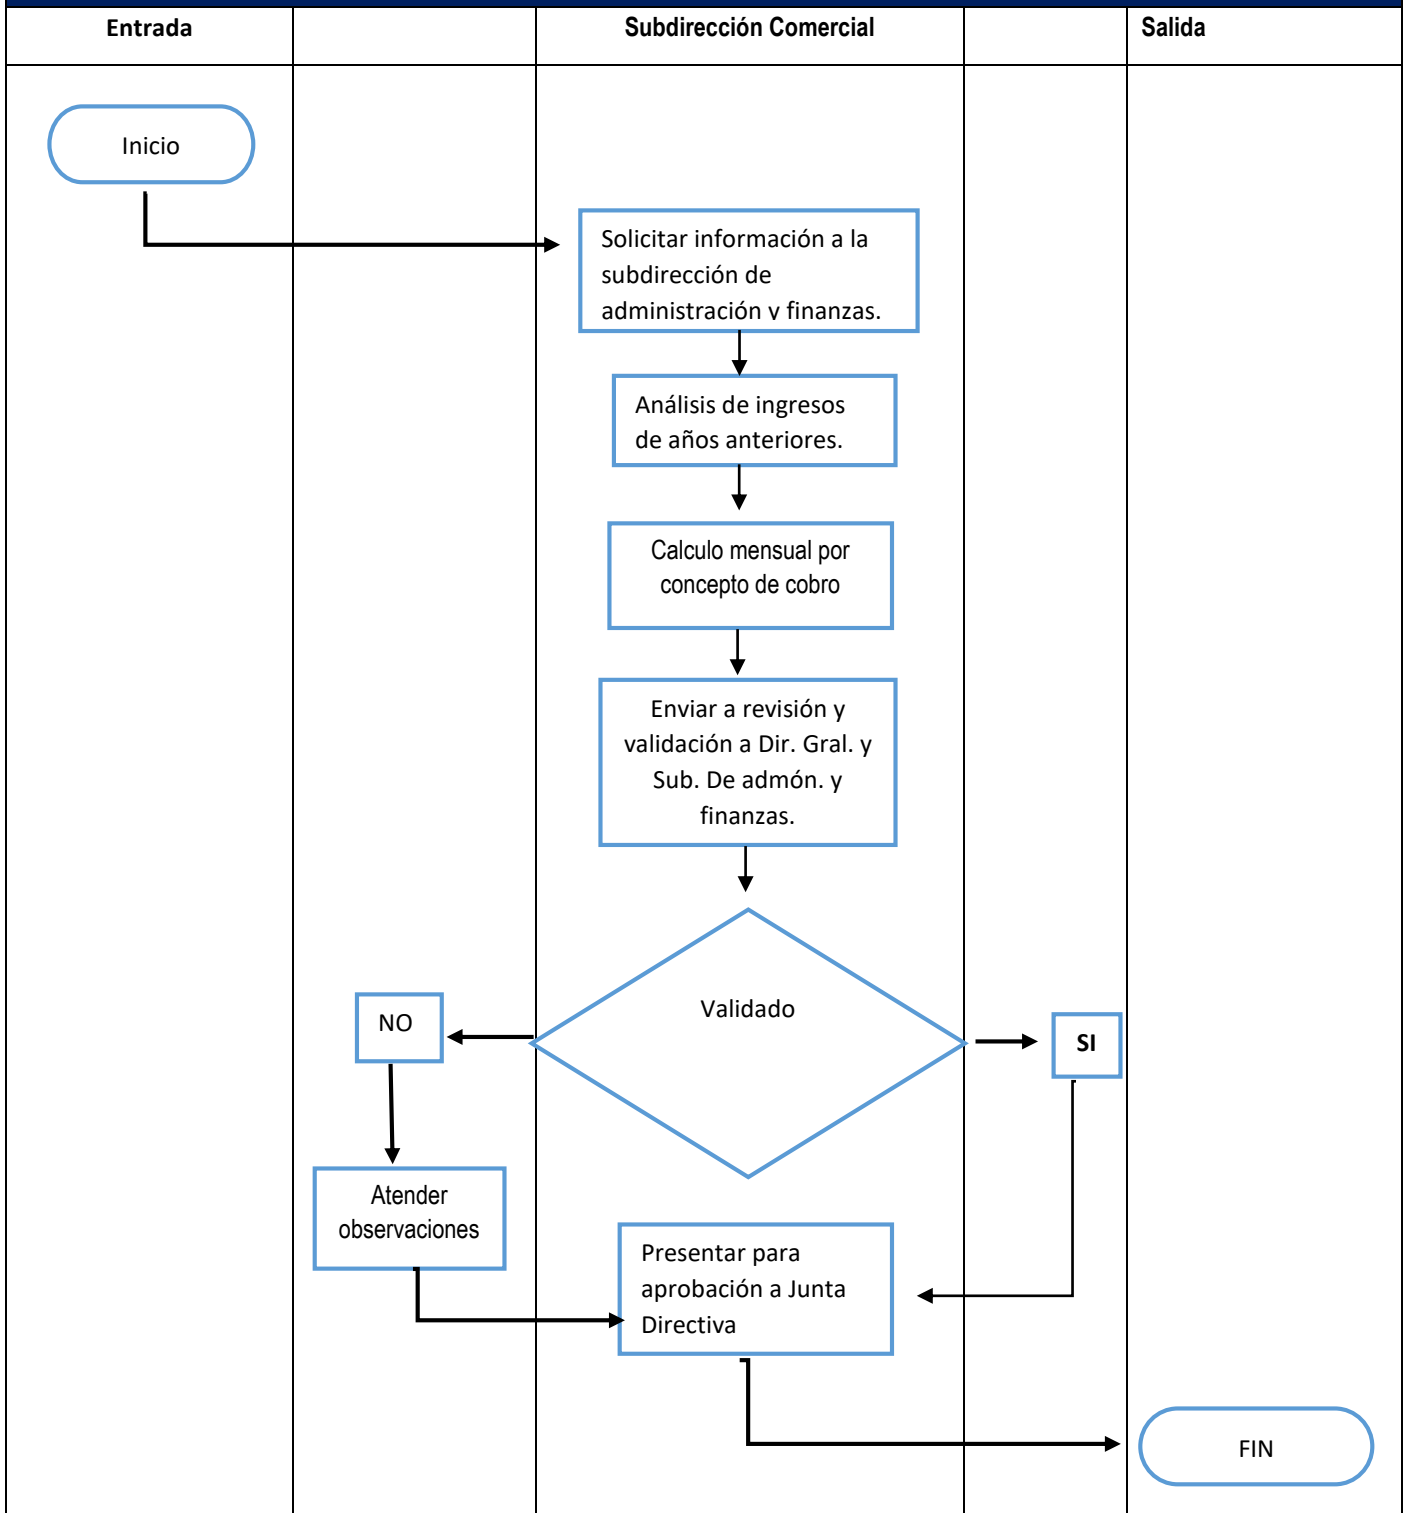 Entrada
Subdirección Comercial
Salida
Inicio
Solicitar información a la
subdirección de
administración y finanzas.
Análisis de ingresos
de años anteriores.
Calculo mensual por
concepto de cobro
Enviar a revisión y
validación a Dir. Gral. y
Sub. De admón. y
finanzas.
Validado
NO
SI
Atender
observaciones
Presentar para
aprobación a Junta
Directiva
FIN